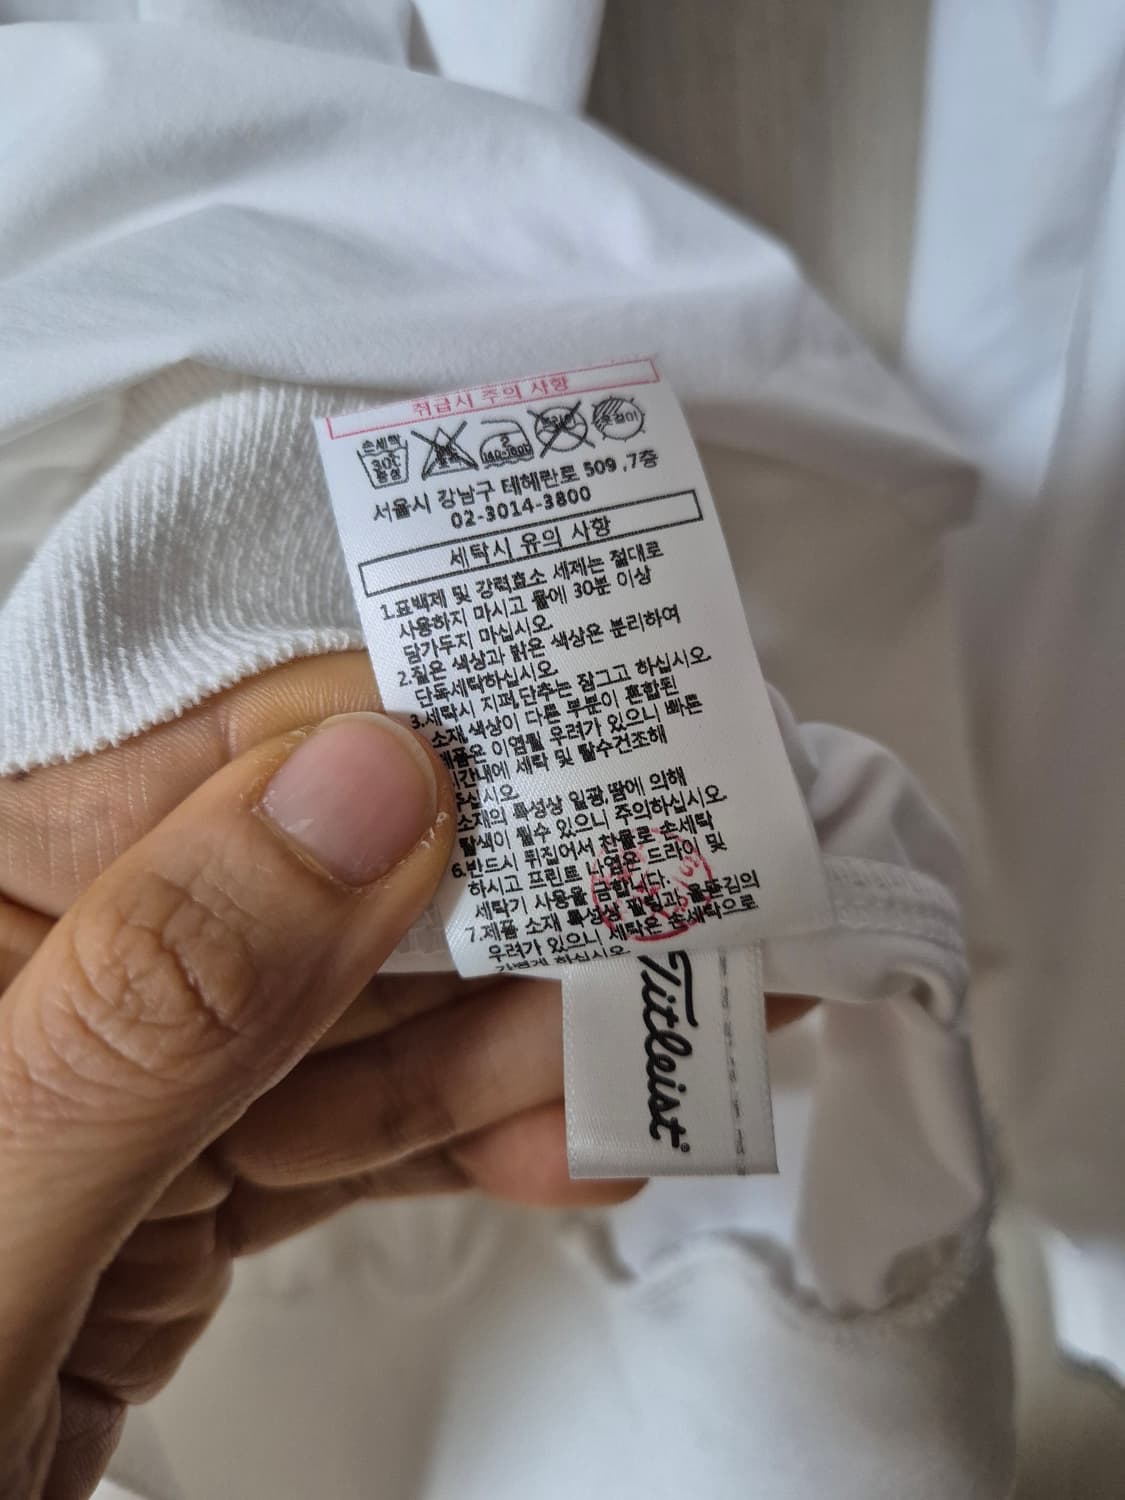 취급시 주의 사항
손세탁
30℃
중성
2
140-160℃
드라이
옷걸이
서울시 강남구 테헤란로 509 ,7층
02-3014-3800
세탁시 유의 사항
1.표백제 및 강력효소 세제는 절대로
사용하지 마시고 물에 30분 이상
담가두지 마십시오.
2.짙은 색상과 밝은 색상은 분리하여
단독세탁하십시오.
3.세탁시 지퍼,단추는 잠그고 하십시오.
소재,색상이 다른 부분이 혼합된
제품은 이염될 우려가 있으니 빠른
시간내에 세탁 및 탈수건조해
주십시오.
소재의 특성상 일광,땀에 의해
탈색이 될수 있으니 주의하십시오.
6.반드시 뒤집어서 찬물로 손세탁
하시고 프린트 나염은 드라이 및
세탁기 사용을 금합니다.
7.제품 소재 특성상 필링과 올뜯김의
우려가 있으니 세탁은 손세탁으로
하십시오.
Titleist®